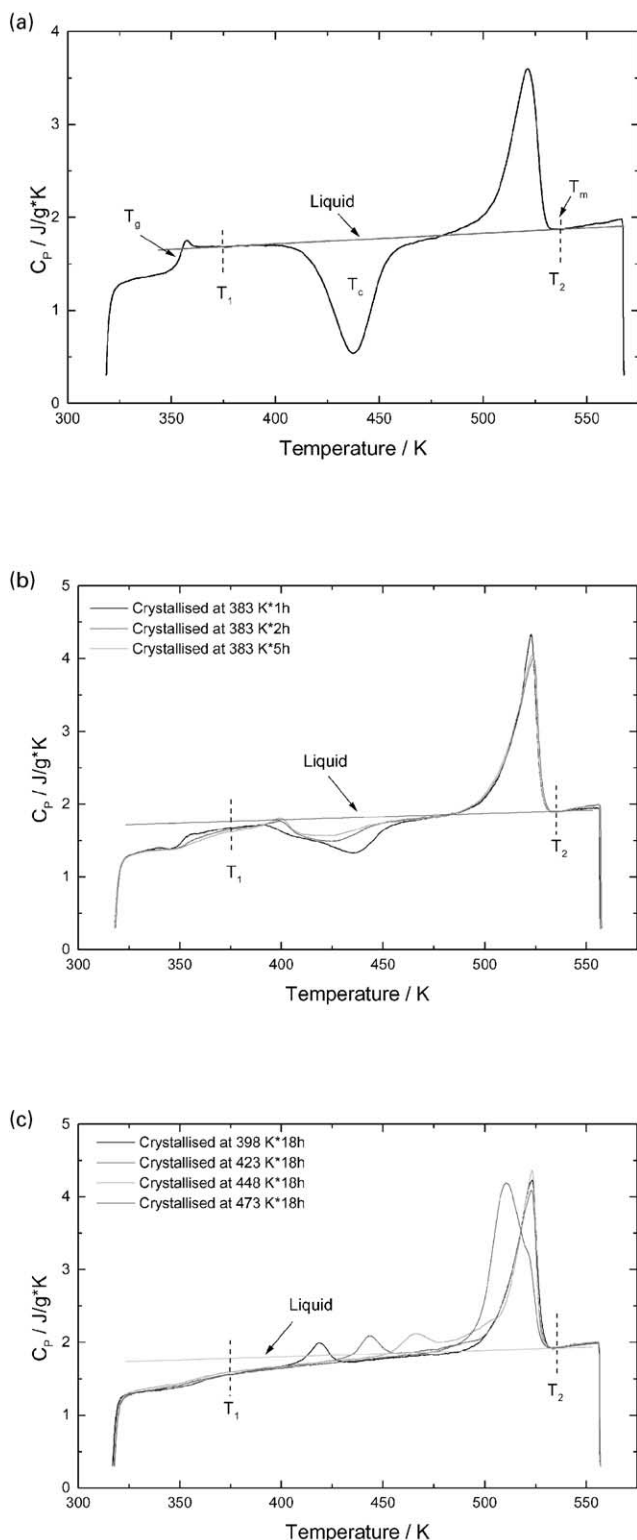 (a)
4
3
2
1
0
C_P / J/g*K
T_g
T_1
Liquid
T_c
T_m
T_2
300 350 400 450 500 550
Temperature / K
(b)
5
4
3
2
1
0
C_P / J/g*K
Crystallised at 383 K*1h
Crystallised at 383 K*2h
Crystallised at 383 K*5h
Liquid
T_1
T_2
300 350 400 450 500 550
Temperature / K
(c)
5
4
3
2
1
0
C_P / J/g*K
Crystallised at 398 K*18h
Crystallised at 423 K*18h
Crystallised at 448 K*18h
Crystallised at 473 K*18h
Liquid
T_1
T_2
300 350 400 450 500 550
Temperature / K